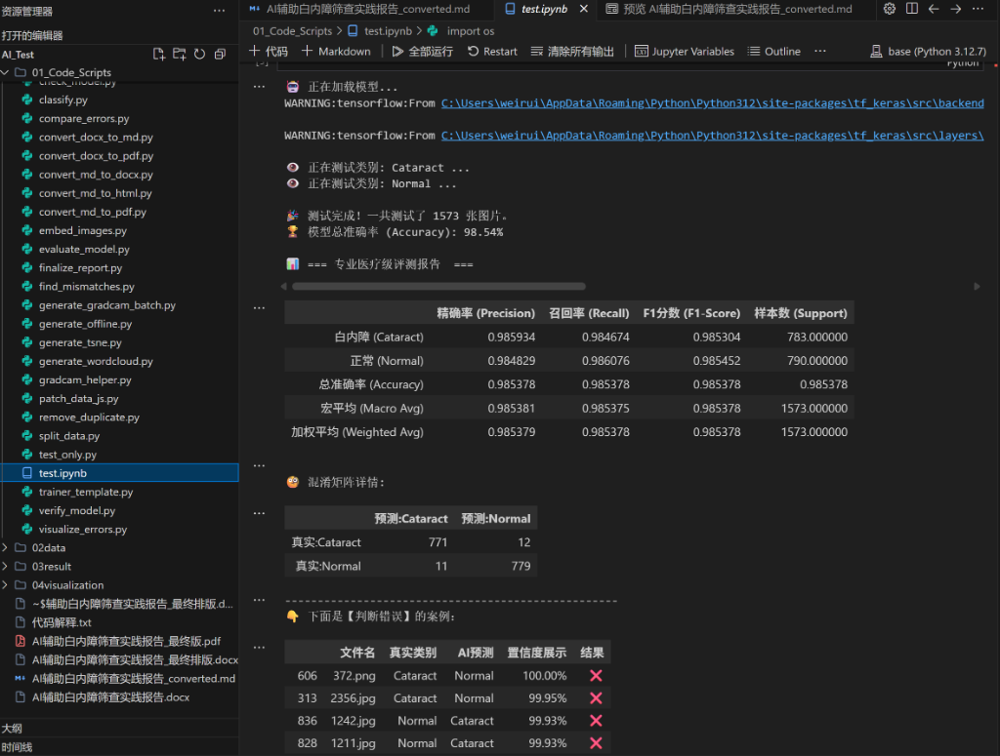 资源管理器
打开的编辑器
AI_Test
01_Code_Scripts
check_model.py
classify.py
compare_errors.py
convert_docx_to_md.py
convert_docx_to_pdf.py
convert_md_to_docx.py
convert_md_to_html.py
convert_md_to_pdf.py
embed_images.py
evaluate_model.py
finalize_report.py
find_mismatches.py
generate_gradcam_batch.py
generate_offline.py
generate_tsne.py
generate_wordcloud.py
gradcam_helper.py
patch_data_js.py
remove_duplicate.py
split_data.py
test_only.py
test.ipynb
trainer_template.py
verify_model.py
visualize_errors.py
02data
03result
04visualization
~$辅助白内障筛查实践报告_最终排版.d...
代码解释.txt
AI辅助白内障筛查实践报告_最终版.pdf
AI辅助白内障筛查实践报告_最终排版.docx
AI辅助白内障筛查实践报告_converted.md
AI辅助白内障筛查实践报告.docx
大纲
时间线
AI辅助白内障筛查实践报告_converted.md test.ipynb 预览 AI辅助白内障筛查实践报告_converted.md
01_Code_Scripts > test.ipynb > import os
代码 Markdown 全部运行 Restart 清除所有输出 Jupyter Variables Outline ... base (Python 3.12.7)
Python
正在加载模型...
WARNING:tensorflow:From C:\Users\weirui\AppData\Roaming\Python\Python312\site-packages\tf_keras\src\backend
WARNING:tensorflow:From C:\Users\weirui\AppData\Roaming\Python\Python312\site-packages\tf_keras\src\layers\
正在测试类别: Cataract ...
正在测试类别: Normal ...
测试完成！一共测试了 1573 张图片。
模型总准确率 (Accuracy): 98.54%
=== 专业医疗级评测报告 ===
精确率 (Precision) 召回率 (Recall) F1分数 (F1-Score) 样本数 (Support)
白内障 (Cataract) 0.985934 0.984674 0.985304 783.000000
正常 (Normal) 0.984829 0.986076 0.985452 790.000000
总准确率 (Accuracy) 0.985378 0.985378 0.985378 0.985378
宏平均 (Macro Avg) 0.985381 0.985375 0.985378 1573.000000
加权平均 (Weighted Avg) 0.985379 0.985378 0.985378 1573.000000
混淆矩阵详情:
预测:Cataract 预测:Normal
真实:Cataract 771 12
真实:Normal 11 779
--------------------------------------------------
下面是【判断错误】的案例:
文件名 真实类别 AI预测 置信度展示 结果
606 372.png Cataract Normal 100.00% ❌
313 2356.jpg Cataract Normal 99.95% ❌
836 1242.jpg Normal Cataract 99.93% ❌
828 1211.jpg Normal Cataract 99.93% ❌